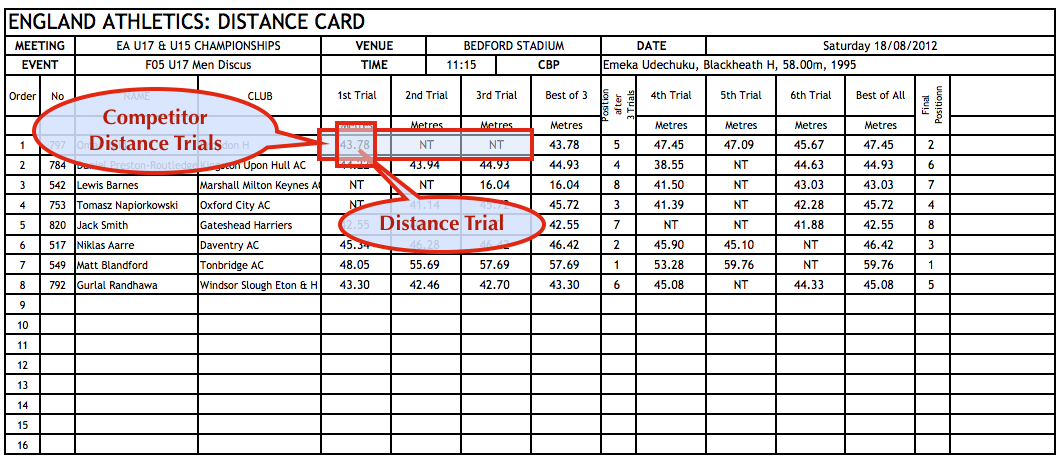 ENGLAND ATHLETICS: DISTANCE CARD
MEETING EA U17 & U15 CHAMPIONSHIPS VENUE BEDFORD STADIUM DATE Saturday 18/08/2012
EVENT F05 U17 Men Discus TIME 11:15 CBP Emeka Udechuku, Blackheath H, 58.00m, 1995
Order No NAME CLUB 1st Trial 2nd Trial 3rd Trial Best of 3 Position after 3 Trials 4th Trial 5th Trial 6th Trial Best of All Final Positionn
Metres Metres Metres Metres Metres Metres Metres Metres
Competitor
Distance Trials
1 797 H 43.78 NT NT 43.78 5 47.45 47.09 45.67 47.45 2
2 784 Daniel Preston-Routledge Kingston Upon Hull AC 43.94 44.93 44.93 4 38.55 NT 44.63 44.93 6
3 542 Lewis Barnes Marshall Milton Keynes A NT NT 16.04 16.04 8 41.50 NT 43.03 43.03 7
4 753 Tomasz Napiorkowski Oxford City AC NT 41.14 45.72 45.72 3 41.39 NT 42.28 45.72 4
Distance Trial
5 820 Jack Smith Gateshead Harriers 42.55 42.55 7 NT NT 41.88 42.55 8
6 517 Niklas Aarre Daventry AC 45.34 46.28 46.42 46.42 2 45.90 45.10 NT 46.42 3
7 549 Matt Blandford Tonbridge AC 48.05 55.69 57.69 57.69 1 53.28 59.76 NT 59.76 1
8 792 Gurlal Randhawa Windsor Slough Eton & H 43.30 42.46 42.70 43.30 6 45.08 NT 44.33 45.08 5
9
10
11
12
13
14
15
16